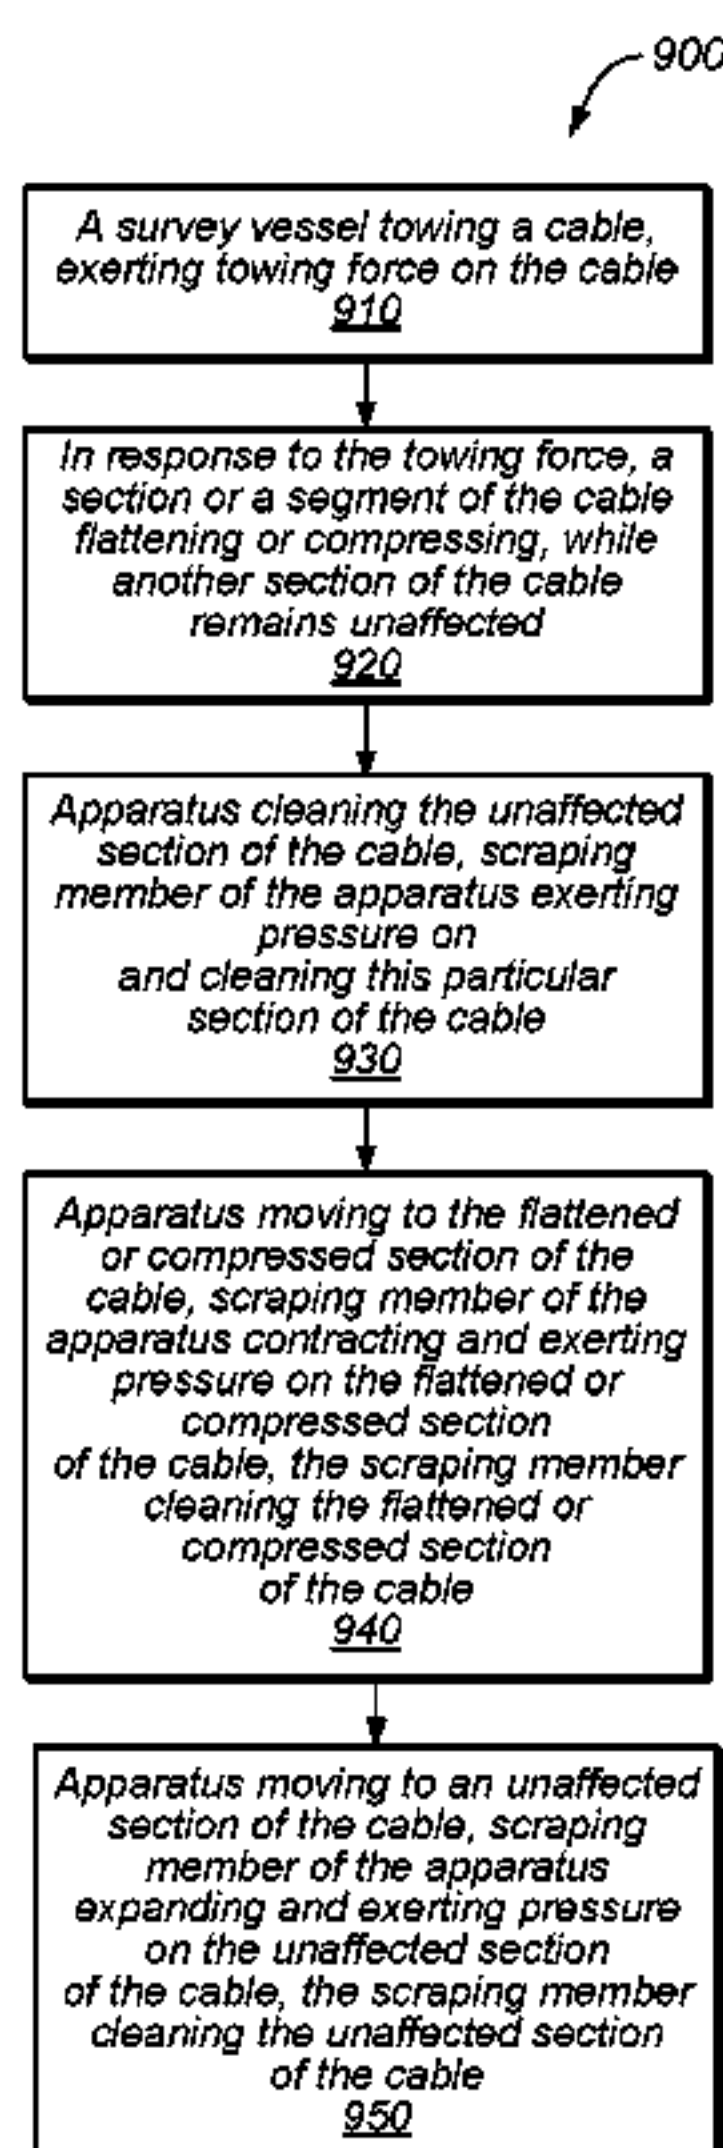 900
A survey vessel towing a cable,
exerting towing force on the cable
910
In response to the towing force, a
section or a segment of the cable
flattening or compressing, while
another section of the cable
remains unaffected
920
Apparatus cleaning the unaffected
section of the cable, scraping
member of the apparatus exerting
pressure on
and cleaning this particular
section of the cable
930
Apparatus moving to the flattened
or compressed section of the
cable, scraping member of the
apparatus contracting and exerting
pressure on the flattened or
compressed section
of the cable, the scraping member
cleaning the flattened or
compressed section
of the cable
940
Apparatus moving to an unaffected
section of the cable, scraping
member of the apparatus
expanding and exerting pressure
on the unaffected section
of the cable, the scraping member
cleaning the unaffected section
of the cable
950